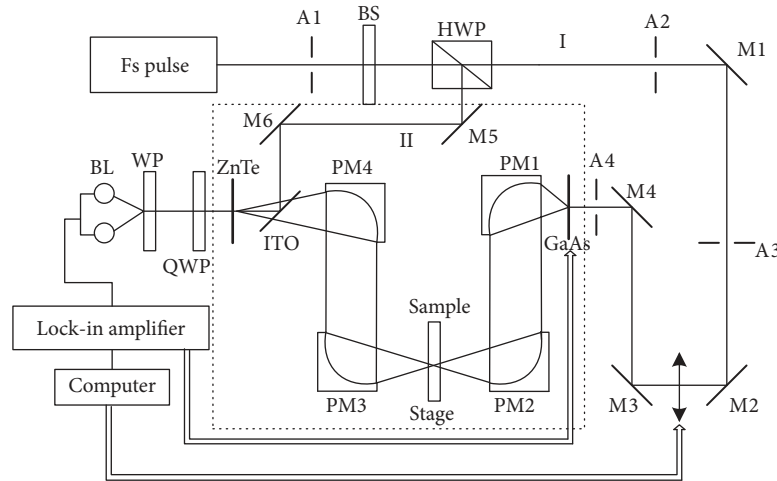 A1
BS
HWP
I
A2
M1
Fs pulse
M6
M5
II
BL
WP
ZnTe
PM4
PM1
A4
M4
QWP
ITO
GaAs
A3
Lock-in amplifier
Sample
Computer
PM3
Stage
PM2
M3
M2